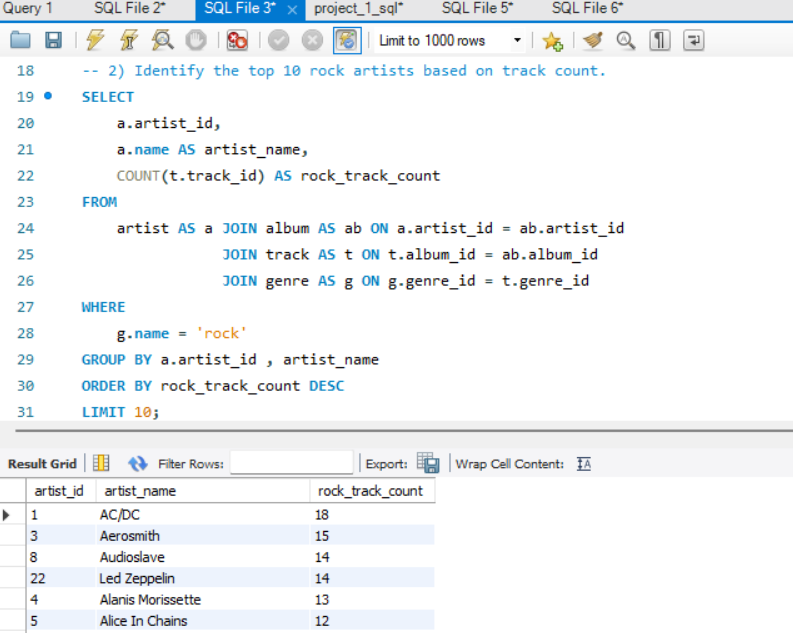 Query 1 SQL File 2* SQL File 3* project_1_sql* SQL File 5* SQL File 6*
Limit to 1000 rows
18 -- 2) Identify the top 10 rock artists based on track count.
19 SELECT
20 a.artist_id,
21 a.name AS artist_name,
22 COUNT(t.track_id) AS rock_track_count
23 FROM
24 artist AS a JOIN album AS ab ON a.artist_id = ab.artist_id
25 JOIN track AS t ON t.album_id = ab.album_id
26 JOIN genre AS g ON g.genre_id = t.genre_id
27 WHERE
28 g.name = 'rock'
29 GROUP BY a.artist_id , artist_name
30 ORDER BY rock_track_count DESC
31 LIMIT 10;
Result Grid Filter Rows: Export: Wrap Cell Content:
artist_id artist_name rock_track_count
1 AC/DC 18
3 Aerosmith 15
8 Audioslave 14
22 Led Zeppelin 14
4 Alanis Morissette 13
5 Alice In Chains 12